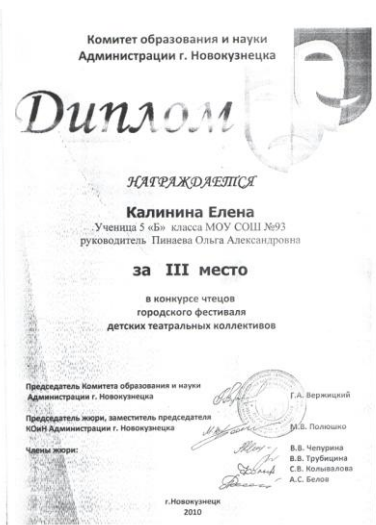 Комитет образования и науки
Администрации г. Новокузнецка
Диплом
НАГРАЖДАЕТСЯ
Калинина Елена
Ученица 5 «Б» класса МОУ СОШ №93
руководитель Пинаева Ольга Александровна
за III место
в конкурсе чтецов
городского фестиваля
детских театральных коллективов
Председатель Комитета образования и науки
Администрации г. Новокузнецка
Г.А. Вержицкий
Председатель жюри, заместитель председателя
КОиН Администрации г. Новокузнецка
М.В. Полюшко
Члены жюри:
В.В. Чепурина
В.В. Трубицина
С.В. Колывалова
А.С. Белов
г.Новокузнецк
2010